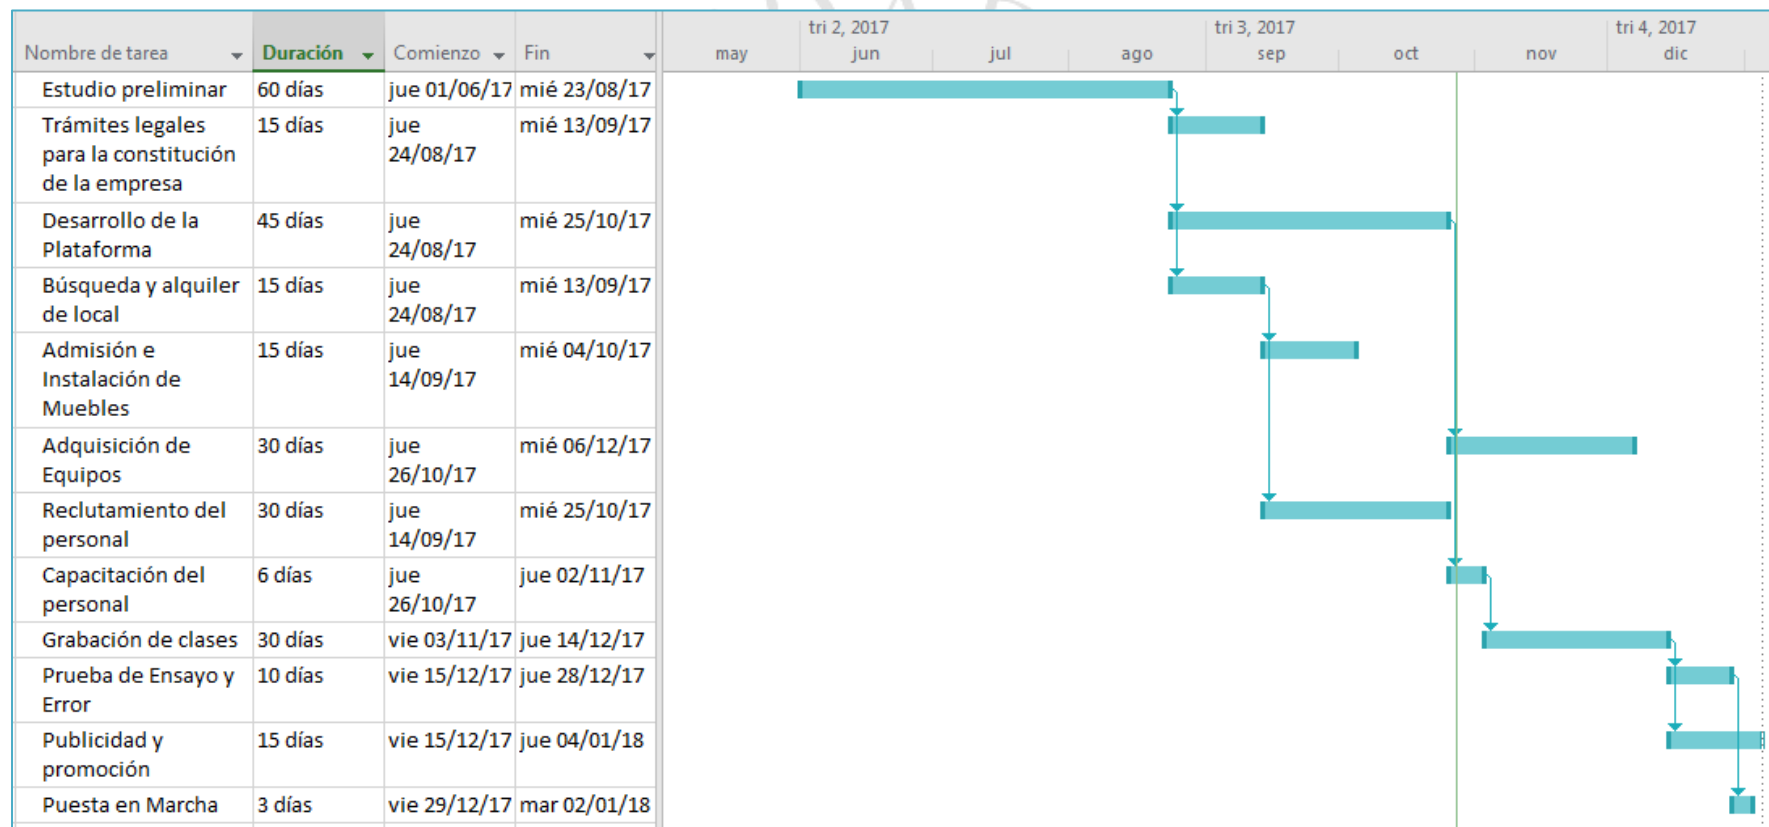 tri 2, 2017 tri 3, 2017 tri 4, 2017
Nombre de tarea Duración Comienzo Fin may jun jul ago sep oct nov dic
Estudio preliminar 60 días jue 01/06/17 mié 23/08/17
Trámites legales 15 días jue mié 13/09/17
para la constitución 24/08/17
de la empresa
Desarrollo de la 45 días jue mié 25/10/17
Plataforma 24/08/17
Búsqueda y alquiler 15 días jue mié 13/09/17
de local 24/08/17
Admisión e 15 días jue mié 04/10/17
Instalación de 14/09/17
Muebles
Adquisición de 30 días jue mié 06/12/17
Equipos 26/10/17
Reclutamiento del 30 días jue mié 25/10/17
personal 14/09/17
Capacitación del 6 días jue jue 02/11/17
personal 26/10/17
Grabación de clases 30 días vie 03/11/17 jue 14/12/17
Prueba de Ensayo y 10 días vie 15/12/17 jue 28/12/17
Error
Publicidad y 15 días vie 15/12/17 jue 04/01/18
promoción
Puesta en Marcha 3 días vie 29/12/17 mar 02/01/18